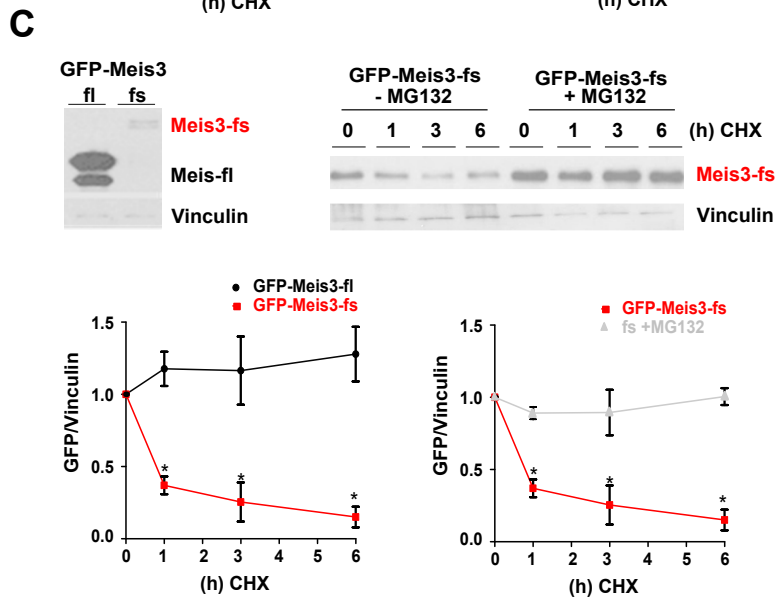 (h) CHX
(h) CHX
C
GFP-Meis3
fl fs
Meis3-fs
Meis-fl
Vinculin
GFP-Meis3-fs
- MG132
GFP-Meis3-fs
+ MG132
0 1 3 6 0 1 3 6 (h) CHX
Meis3-fs
Vinculin
GFP-Meis3-fl
GFP-Meis3-fs
1.5
1.0
0.5
0.0
GFP/Vinculin
* * *
0 1 2 3 4 5 6
(h) CHX
GFP-Meis3-fs
fs +MG132
1.5
1.0
0.5
0.0
GFP/Vinculin
* * *
0 1 2 3 4 5 6
(h) CHX